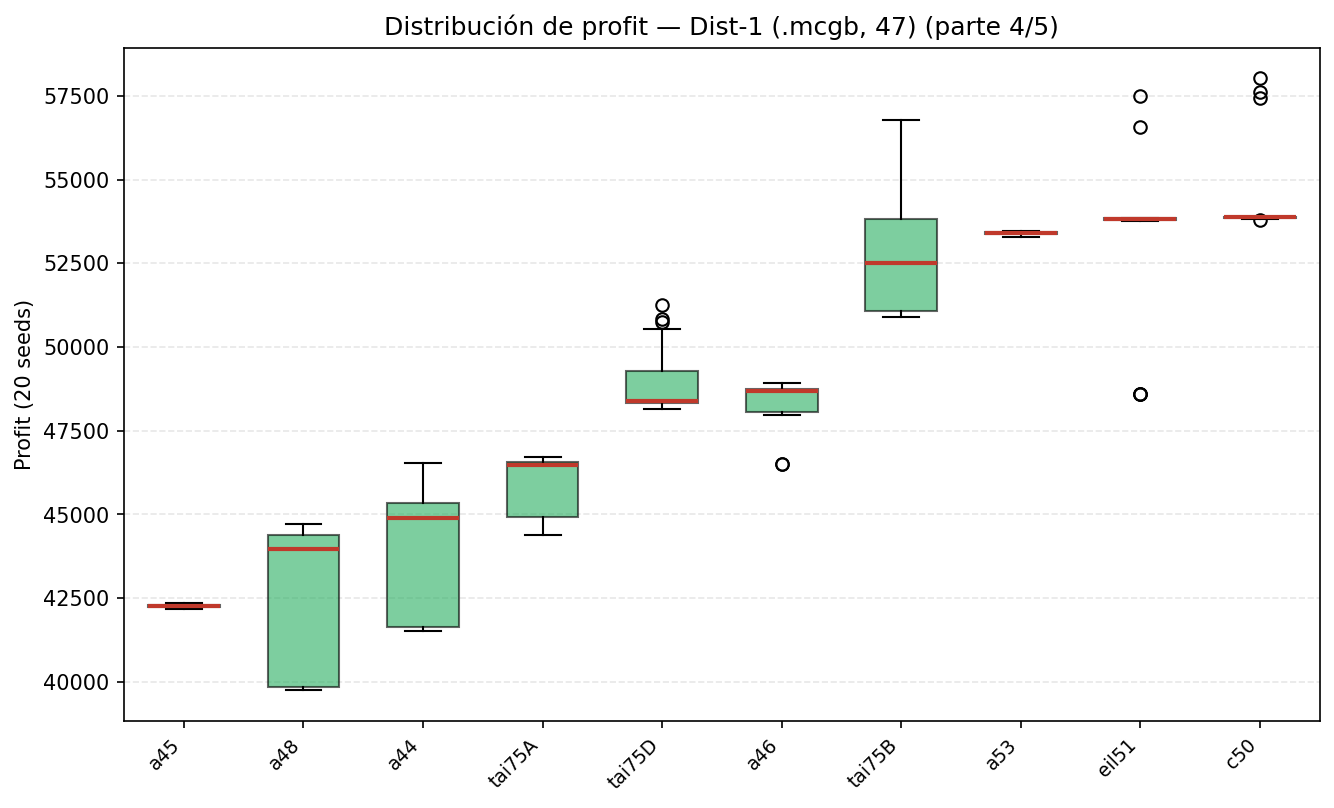 Distribución de profit — Dist-1 (.mcgb, 47) (parte 4/5)
Profit (20 seeds)
57500
55000
52500
50000
47500
45000
42500
40000
a45
a48
a44
tai75A
tai75D
a46
tai75B
a53
eil51
c50